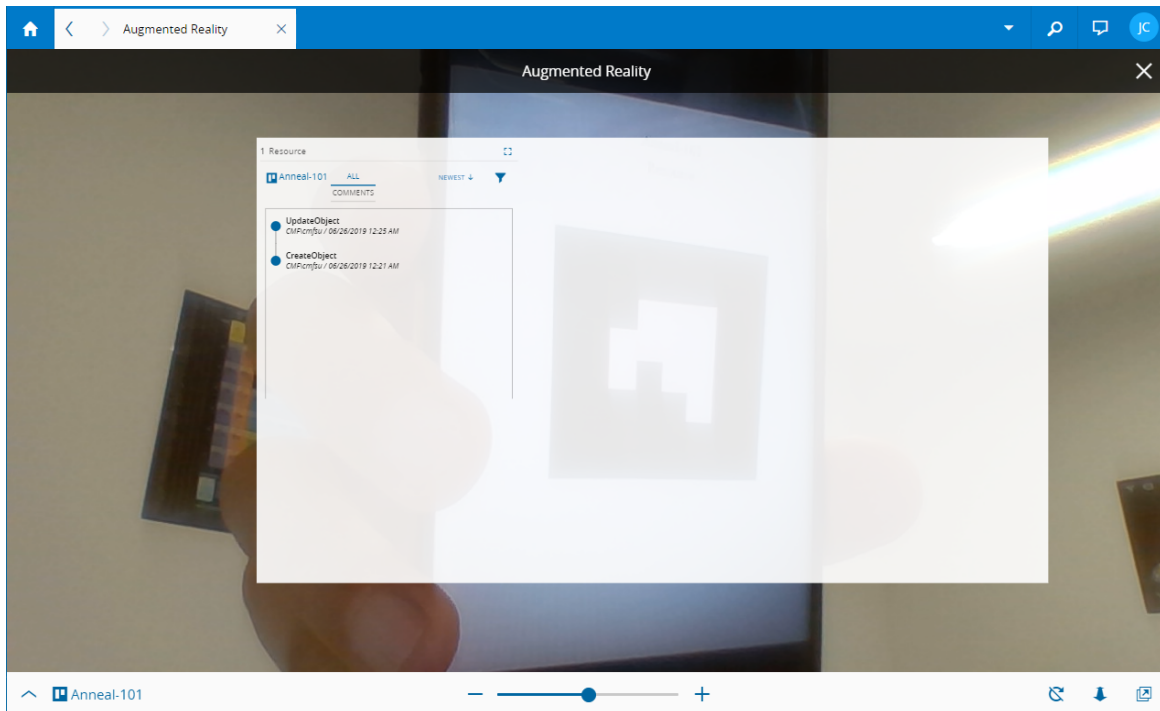 Augmented Reality
JC
Augmented Reality
1 Resource
Anneal-101 ALL NEWEST
COMMENTS
UpdateObject
CMF\cmfsu / 06/26/2019 12:25 AM
CreateObject
CMF\cmfsu / 06/26/2019 12:21 AM
Anneal-101